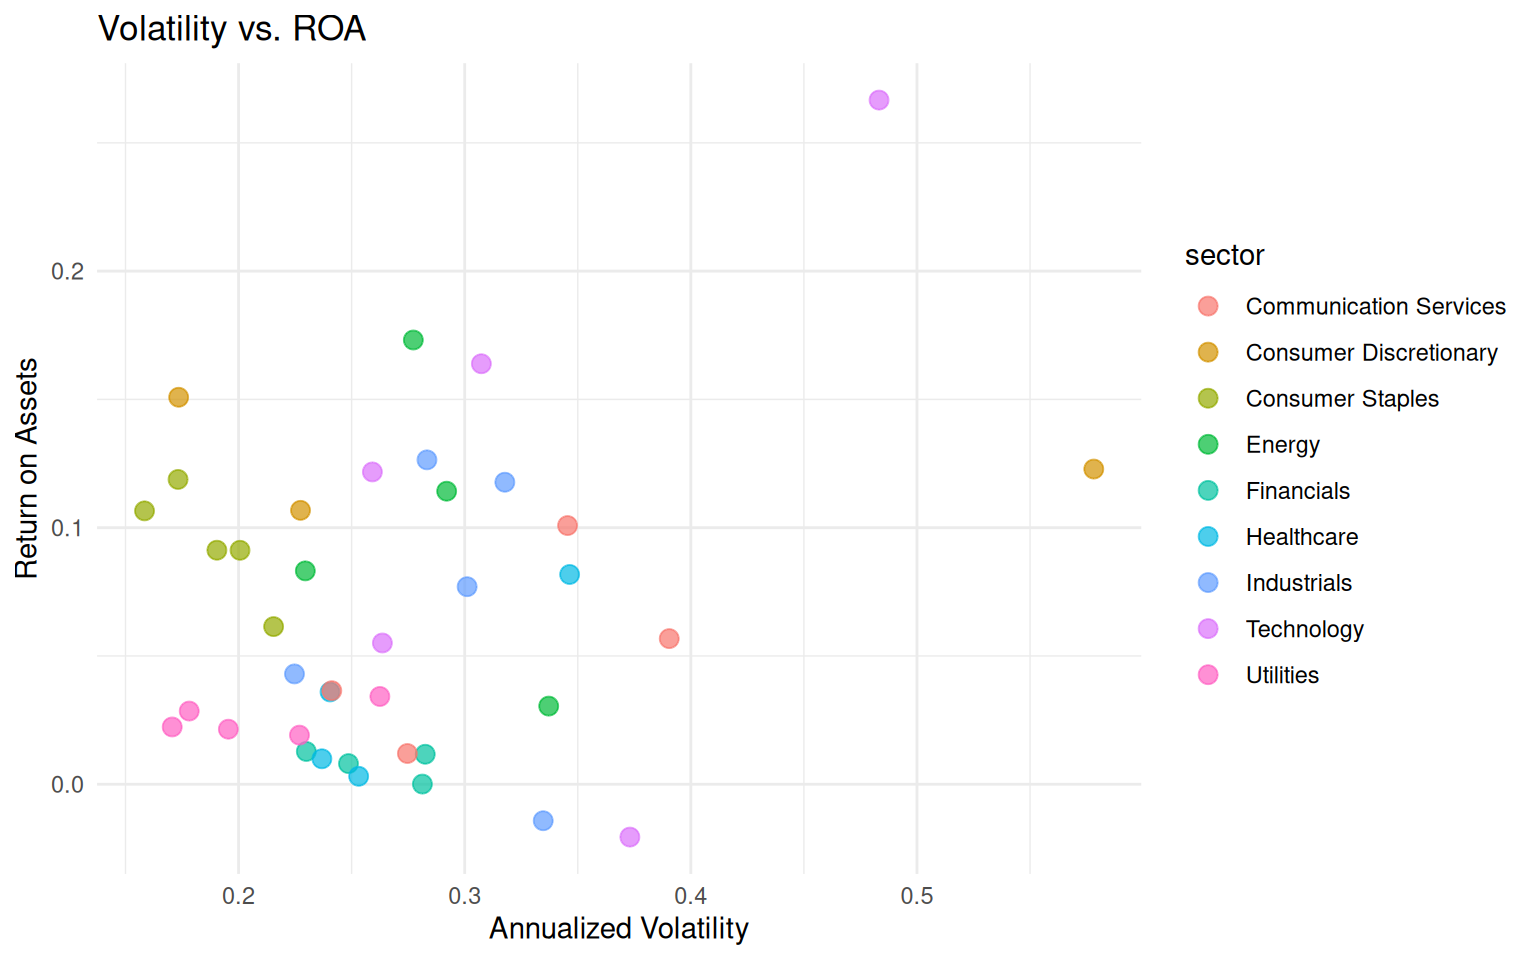 Volatility vs. ROA
Return on Assets
0.2
0.1
0.0
0.2
0.3
0.4
0.5
Annualized Volatility
sector
Communication Services
Consumer Discretionary
Consumer Staples
Energy
Financials
Healthcare
Industrials
Technology
Utilities